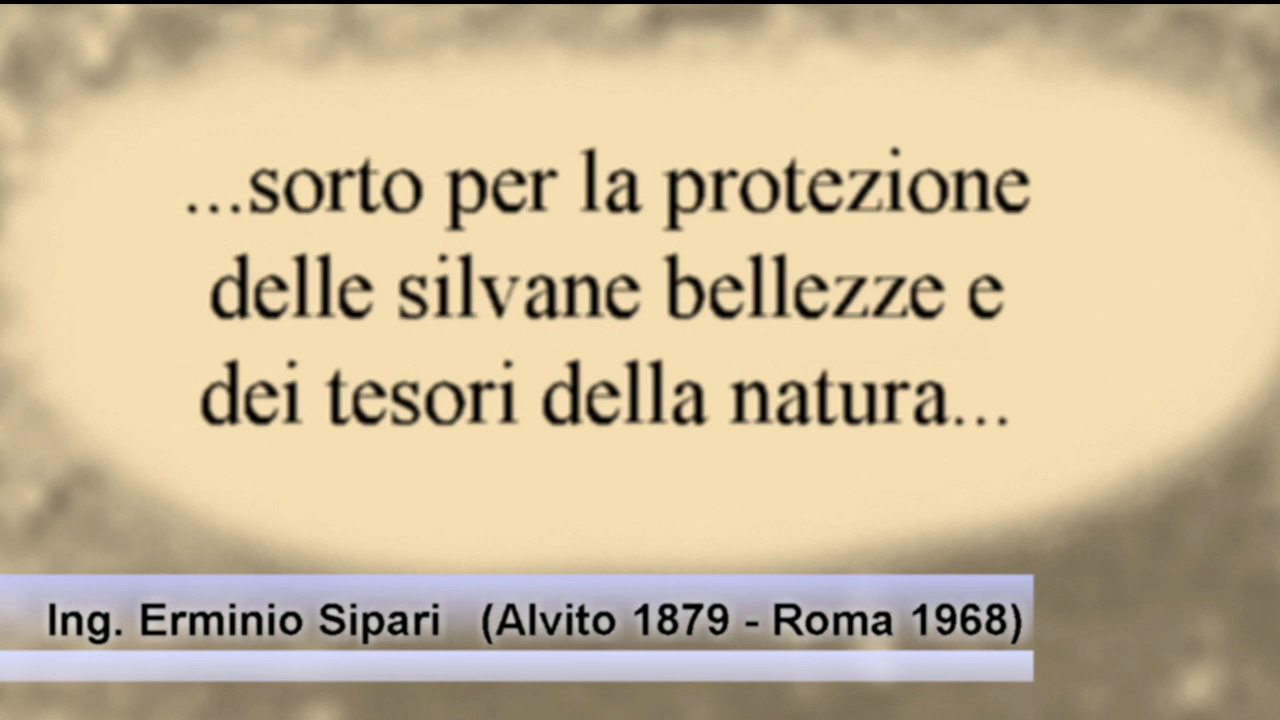 ...sorto per la protezione
delle silvane bellezze e
dei tesori della natura...
Ing. Erminio Sipari (Alvito 1879 - Roma 1968)